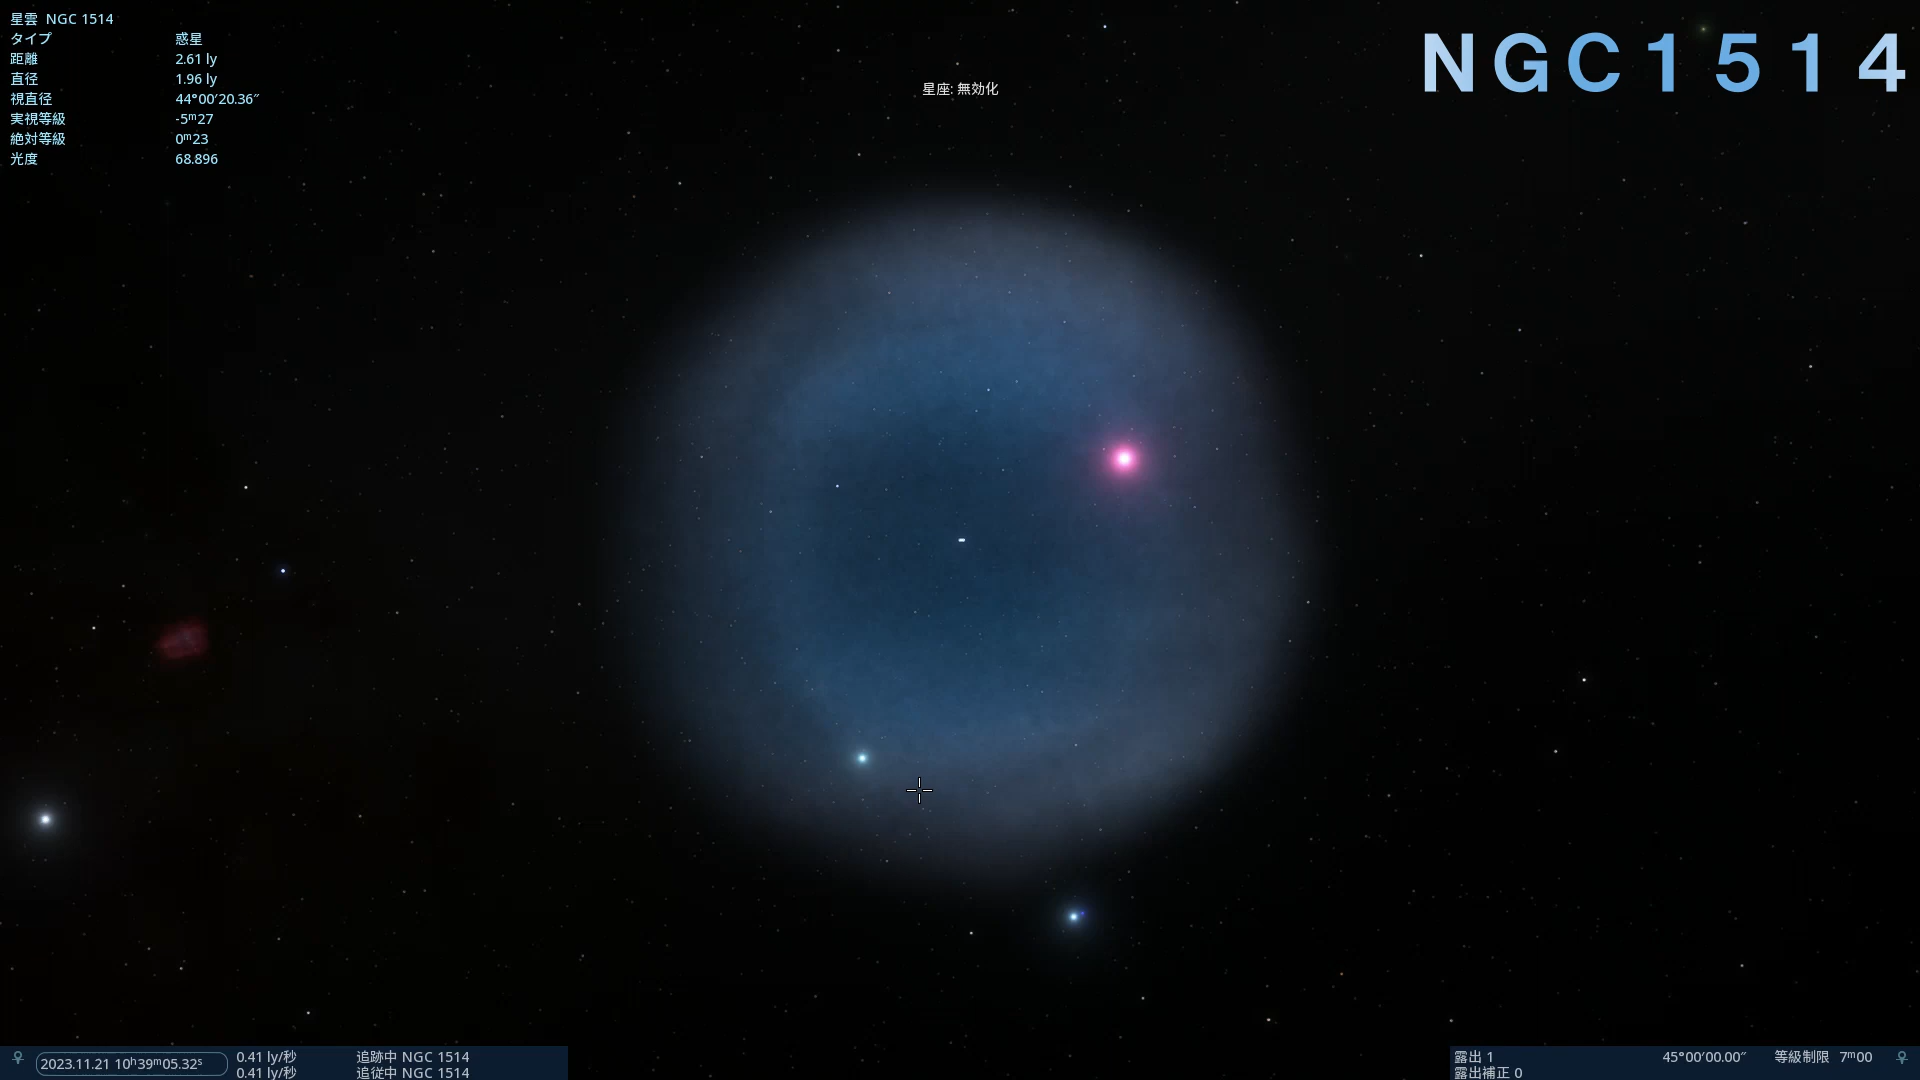 星雲 NGC 1514
タイプ 惑星
距離 2.61 ly
直径 1.96 ly
視直径 44°00′20.36″
実視等級 -5ᵐ27
絶対等級 0ᵐ23
光度 68.896
NGC1514
星座: 無効化
2023.11.21 10ʰ39ᵐ05.32ˢ
0.41 ly/秒 追跡中 NGC 1514
0.41 ly/秒 追従中 NGC 1514
露出 1 45°00′00.00″ 等級制限 7ᵐ00
露出補正 0